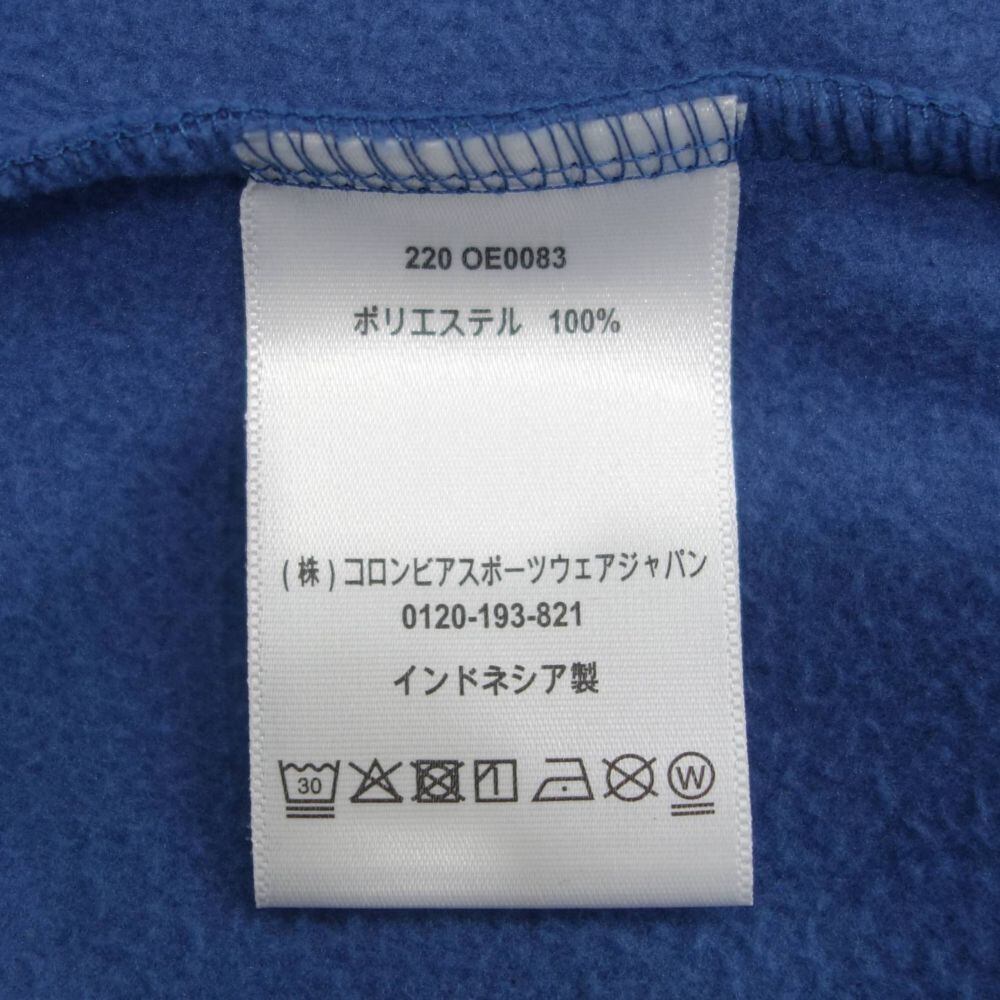 220 OE0083
ポリエステル 100%
(株)コロンビアスポーツウェアジャパン
0120-193-821
インドネシア製
30 W